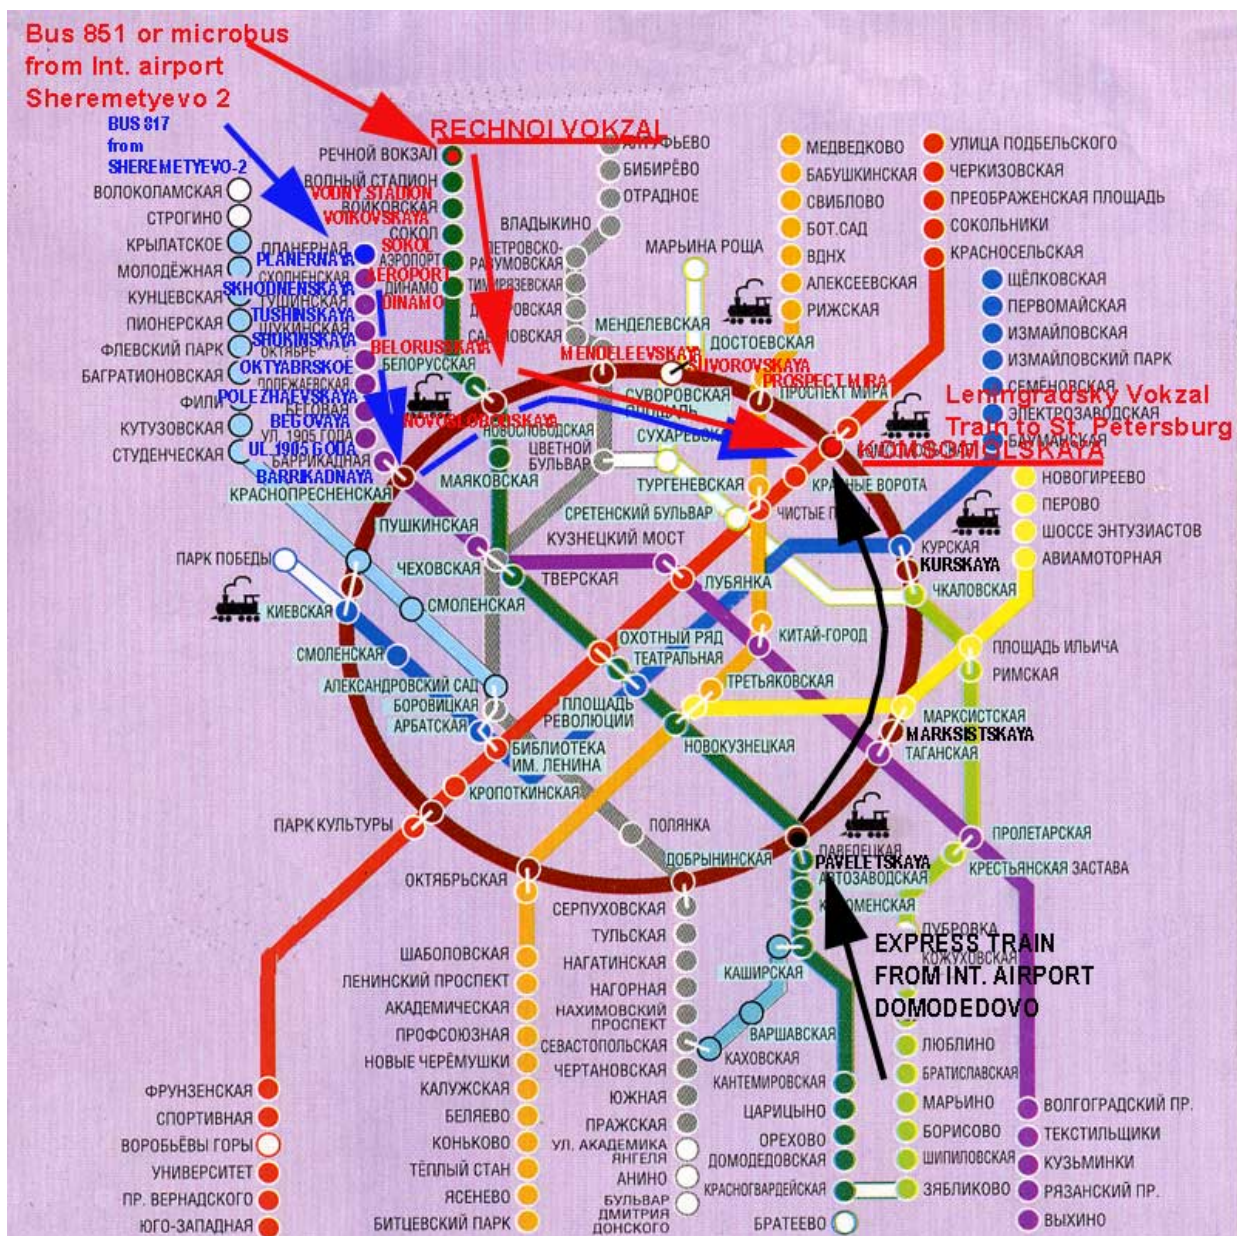 Bus 851 or microbus
from Int. airport
Sheremetyevo 2
BUS 817
from
SHEREMETYEVO-2
RECHNOI VOKZAL
РЕЧНОЙ ВОКЗАЛ
ВОДНЫЙ СТАДИОН
VODNY STADION
ВОЙКОВСКАЯ
VOIKOVSKAYA
СОКОЛ
SOKOL
АЭРОПОРТ
AEROPORT
ДИНАМО
DINAMO
BELORUSSKAYA
БЕЛОРУССКАЯ
ВОЛОКОЛАМСКАЯ
СТРОГИНО
КРЫЛАТСКОЕ
МОЛОДЁЖНАЯ
КУНЦЕВСКАЯ
ПИОНЕРСКАЯ
ФЛЕВСКИЙ ПАРК
БАГРАТИОНОВСКАЯ
ФИЛИ
КУТУЗОВСКАЯ
СТУДЕНЧЕСКАЯ
ПЛАНЕРНАЯ
PLANERNAYA
СХОДНЕНСКАЯ
SKHODNENSKAYA
ТУШИНСКАЯ
TUSHINSKAYA
ЩУКИНСКАЯ
SHUKINSKAYA
OKTYABRSKOE
ПОЛЕЖАЕВСКАЯ
POLEZHAEVSKAYA
БЕГОВАЯ
BEGOVAYA
УЛ. 1905 ГОДА
UL.1905 GODA
БАРРИКАДНАЯ
BARRIKADNAYA
КРАСНОПРЕСНЕНСКАЯ
АЛТУФЬЕВО
БИБИРЁВО
ОТРАДНОЕ
ВЛАДЫКИНО
ПЕТРОВСКО-
РАЗУМОВСКАЯ
ТИМИРЯЗЕВСКАЯ
МЕНДЕЛЕВСКАЯ
MENDELEEVSKAYA
NOVOSLOBODSKAYA
НОВОСЛОБОДСКАЯ
ЦВЕТНОЙ
БУЛЬВАР
МАРЬИНА РОЩА
ДОСТОЕВСКАЯ
SUVOROVSKAYA
СУВОРОВСКАЯ
ПЛОЩАДЬ
СУХАРЕВСКАЯ
МЕДВЕДКОВО
БАБУШКИНСКАЯ
СВИБЛОВО
БОТ.САД
ВДНХ
АЛЕКСЕЕВСКАЯ
РИЖСКАЯ
PROSPECT MIRA
ПРОСПЕКТ МИРА
УЛИЦА ПОДБЕЛЬСКОГО
ЧЕРКИЗОВСКАЯ
ПРЕОБРАЖЕНСКАЯ ПЛОЩАДЬ
СОКОЛЬНИКИ
КРАСНОСЕЛЬСКАЯ
ЩЁЛКОВСКАЯ
ПЕРВОМАЙСКАЯ
ИЗМАЙЛОВСКАЯ
ИЗМАЙЛОВСКИЙ ПАРК
СЕМЁНОВСКАЯ
ЭЛЕКТРОЗАВОДСКАЯ
БАУМАНСКАЯ
Leningradsky Vokzal
Train to St. Petersburg
KOMSOMOLSKAYA
НОВОГИРЕЕВО
ПЕРОВО
ШОССЕ ЭНТУЗИАСТОВ
АВИАМОТОРНАЯ
МАЯКОВСКАЯ
ТУРГЕНЕВСКАЯ
КРАСНЫЕ ВОРОТА
СРЕТЕНСКИЙ БУЛЬВАР
ЧИСТЫЕ
ПУШКИНСКАЯ
КУЗНЕЦКИЙ МОСТ
КУРСКАЯ
KURSKAYA
ПАРК ПОБЕДЫ
ЧЕХОВСКАЯ
ТВЕРСКАЯ
ЛУБЯНКА
ЧКАЛОВСКАЯ
КИЕВСКАЯ
СМОЛЕНСКАЯ
СМОЛЕНСКАЯ
ОХОТНЫЙ РЯД
ТЕАТРАЛЬНАЯ
КИТАЙ-ГОРОД
ПЛОЩАДЬ ИЛЬИЧА
РИМСКАЯ
АЛЕКСАНДРОВСКИЙ САД
БОРОВИЦКАЯ
АРБАТСКАЯ
ПЛОЩАДЬ
РЕВОЛЮЦИИ
ТРЕТЬЯКОВСКАЯ
НОВОКУЗНЕЦКАЯ
МАРКСИСТСКАЯ
MARKSISTSKAYA
ТАГАНСКАЯ
БИБЛИОТЕКА
ИМ. ЛЕНИНА
КРОПОТКИНСКАЯ
ПАРК КУЛЬТУРЫ
ПОЛЯНКА
ДОБРЫНИНСКАЯ
ПАВЕЛЕЦКАЯ
PAVELETSKAYA
АВТОЗАВОДСКАЯ
ПРОЛЕТАРСКАЯ
КРЕСТЬЯНСКАЯ ЗАСТАВА
ОКТЯБРЬСКАЯ
СЕРПУХОВСКАЯ
ТУЛЬСКАЯ
НАГАТИНСКАЯ
НАГОРНАЯ
НАХИМОВСКИЙ
ПРОСПЕКТ
СЕВАСТОПОЛЬСКАЯ
ЧЕРТАНОВСКАЯ
ЮЖНАЯ
ПРАЖСКАЯ
УЛ. АКАДЕМИКА
ЯНГЕЛЯ
АНИНО
БУЛЬВАР
ДМИТРИЯ
ДОНСКОГО
КАШИРСКАЯ
ВАРШАВСКАЯ
КАХОВСКАЯ
ДУБРОВКА
КОЖУХОВСКАЯ
EXPRESS TRAIN
FROM INT. AIRPORT
DOMODEDOVO
ШАБОЛОВСКАЯ
ЛЕНИНСКИЙ ПРОСПЕКТ
АКАДЕМИЧЕСКАЯ
ПРОФСОЮЗНАЯ
НОВЫЕ ЧЕРЁМУШКИ
КАЛУЖСКАЯ
БЕЛЯЕВО
КОНЬКОВО
ТЁПЛЫЙ СТАН
ЯСЕНЕВО
БИТЦЕВСКИЙ ПАРК
ФРУНЗЕНСКАЯ
СПОРТИВНАЯ
ВОРОБЬЁВЫ ГОРЫ
УНИВЕРСИТЕТ
ПР. ВЕРНАДСКОГО
ЮГО-ЗАПАДНАЯ
КАНТЕМИРОВСКАЯ
ЦАРИЦЫНО
ОРЕХОВО
ДОМОДЕДОВСКАЯ
КРАСНОГВАРДЕЙСКАЯ
БРАТЕЕВО
ЛЮБЛИНО
БРАТИСЛАВСКАЯ
МАРЬИНО
БОРИСОВО
ШИПИЛОВСКАЯ
ЗЯБЛИКОВО
ВОЛГОГРАДСКИЙ ПР.
ТЕКСТИЛЬЩИКИ
КУЗЬМИНКИ
РЯЗАНСКИЙ ПР.
ВЫХИНО